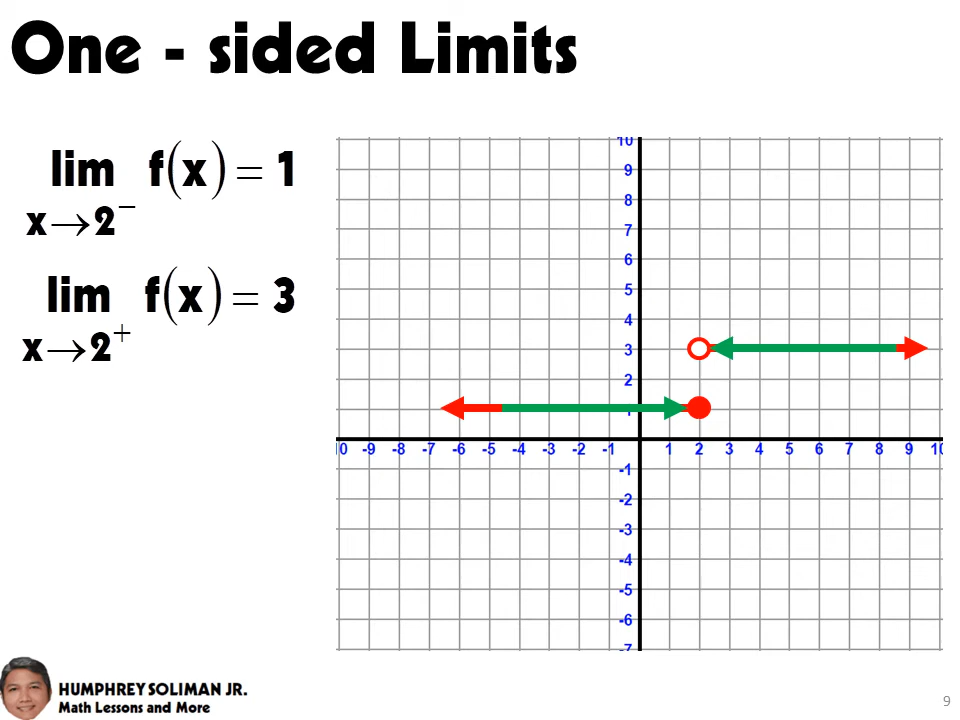 One - sided Limits
lim f(x) = 1
x→2⁻
lim f(x) = 3
x→2⁺
10
9
8
7
6
5
4
3
2
1
10 -9 -8 -7 -6 -5 -4 -3 -2 -1 1 2 3 4 5 6 7 8 9 10
-1
-2
-3
-4
-5
-6
-7
HUMPHREY SOLIMAN JR.
Math Lessons and More
9